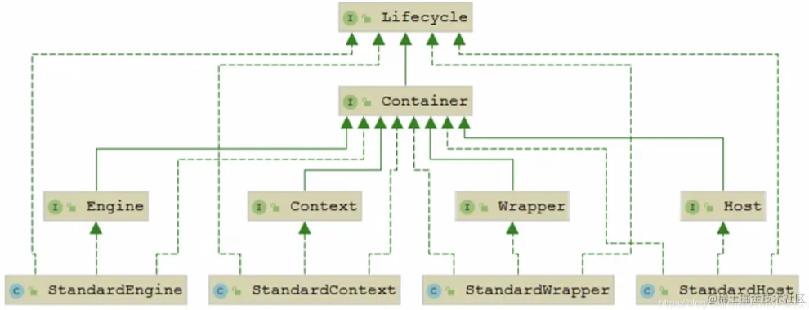 I Lifecycle
I Container
I Engine
I Context
I Wrapper
I Host
C StandardEngine
C StandardContext
C StandardWrapper
C StandardHost
@稀土掘金技术社区